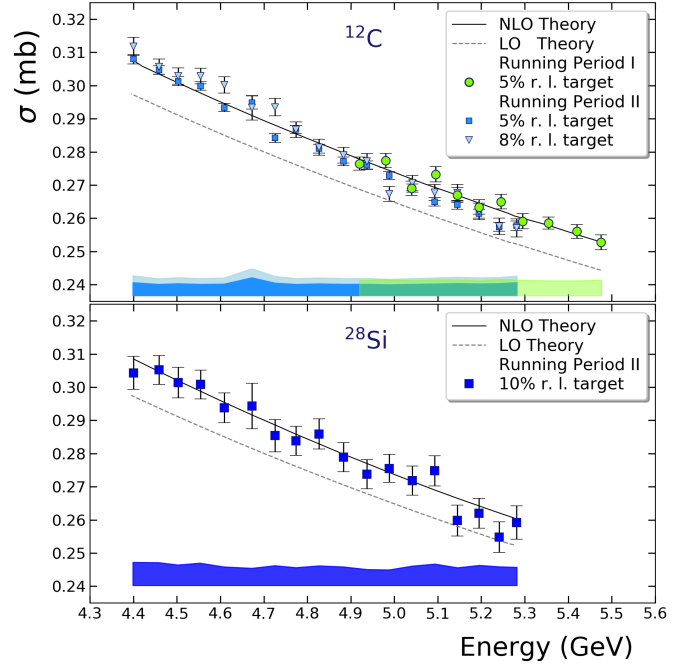 ¹²C
NLO Theory
LO Theory
Running Period I
5% r. l. target
Running Period II
5% r. l. target
8% r. l. target
σ (mb)
0.32
0.31
0.30
0.29
0.28
0.27
0.26
0.25
0.24
²⁸Si
NLO Theory
LO Theory
Running Period II
10% r. l. target
0.32
0.31
0.30
0.29
0.28
0.27
0.26
0.25
0.24
4.3 4.4 4.5 4.6 4.7 4.8 4.9 5.0 5.1 5.2 5.3 5.4 5.5 5.6
Energy (GeV)